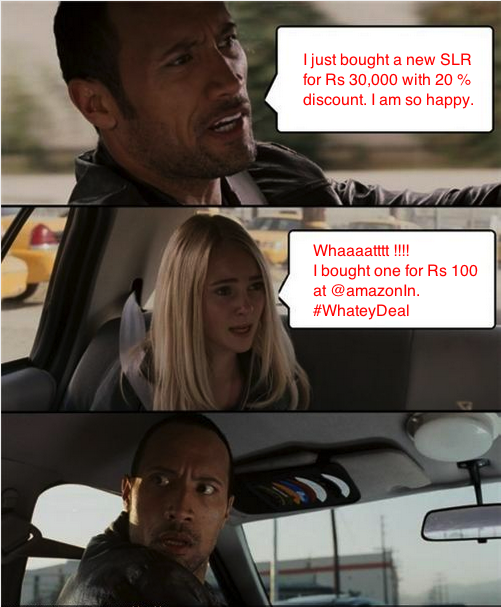 I just bought a new SLR
for Rs 30,000 with 20 %
discount. I am so happy.
Whaaaatttt !!!!
I bought one for Rs 100
at @amazonIn.
#WhateyDeal